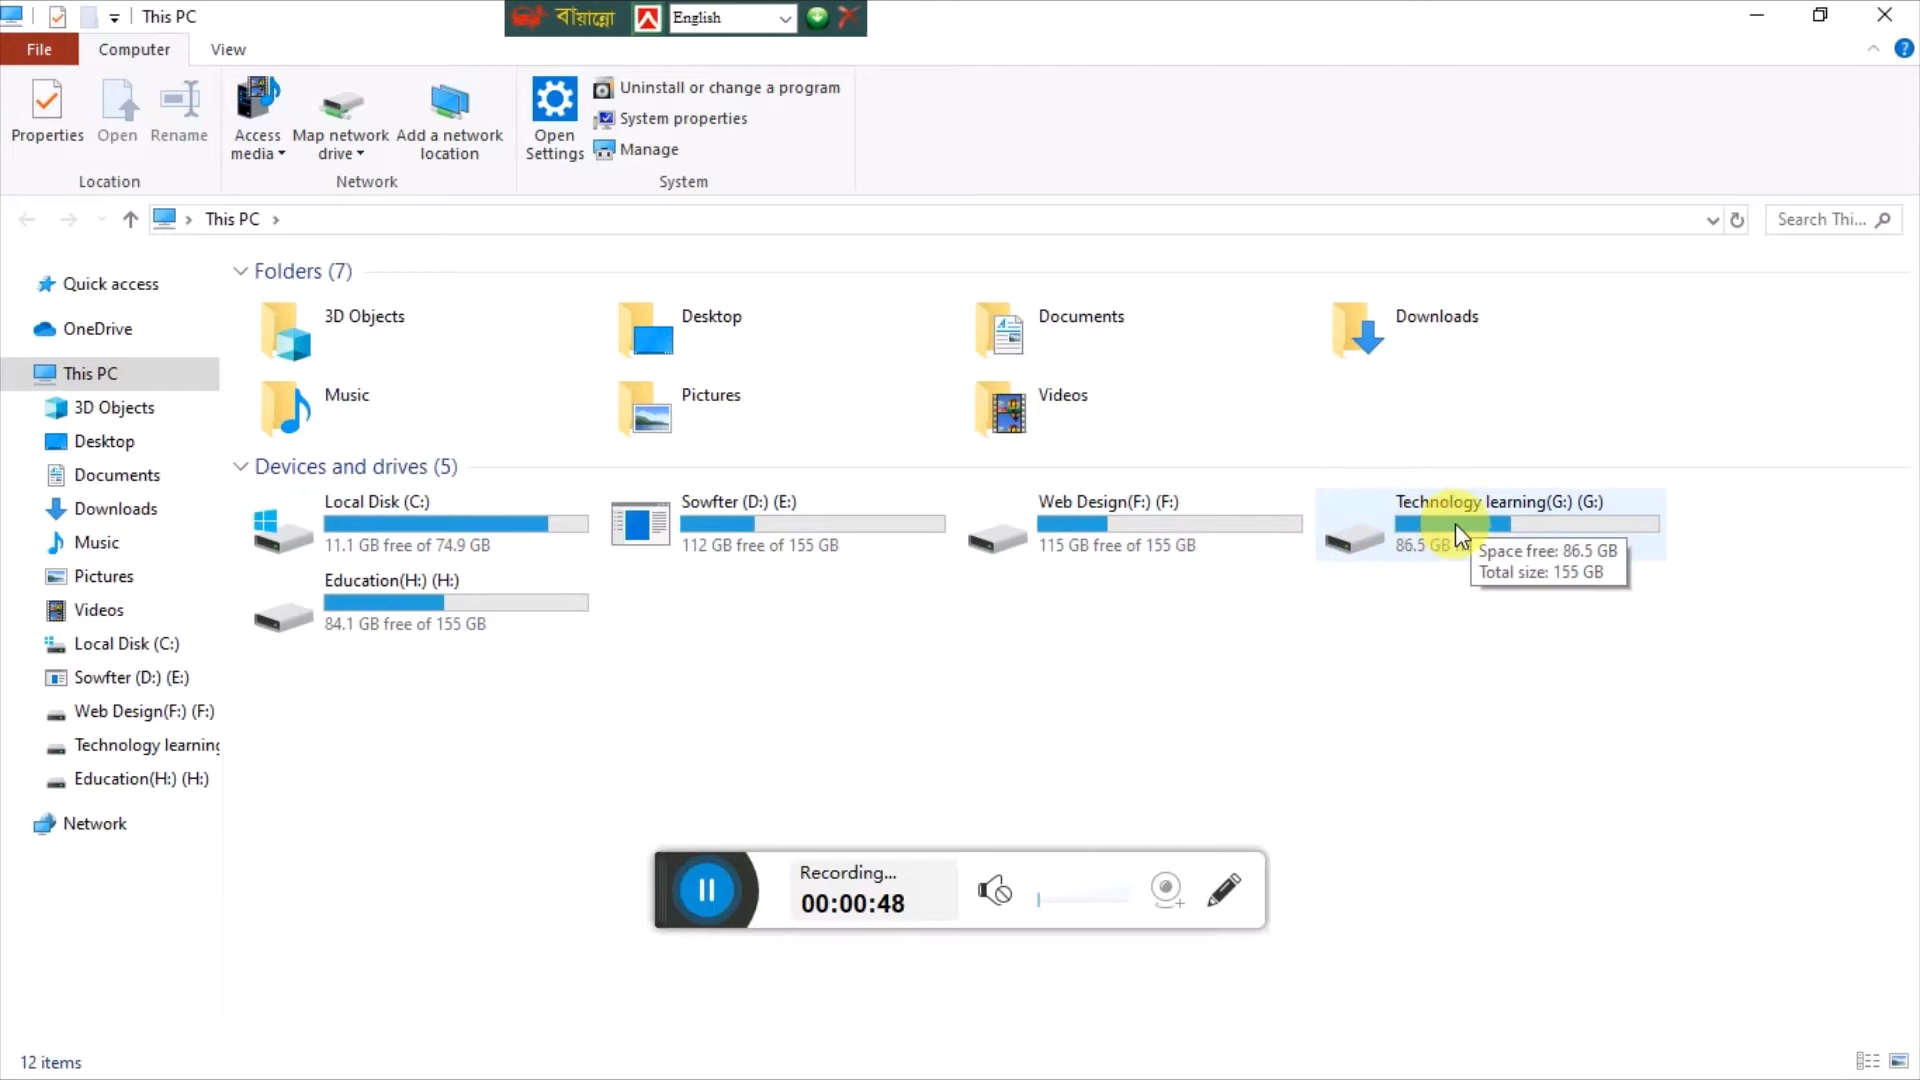 This PC
বায়ান্নো
English
File
Computer
View
Properties
Open
Rename
Access
media
Map network
drive
Add a network
location
Open
Settings
Uninstall or change a program
System properties
Manage
Location
Network
System
This PC
Search Thi...
Quick access
OneDrive
This PC
3D Objects
Desktop
Documents
Downloads
Music
Pictures
Videos
Local Disk (C:)
Sowfter (D:) (E:)
Web Design(F:) (F:)
Technology learning
Education(H:) (H:)
Network
Folders (7)
3D Objects
Desktop
Documents
Downloads
Music
Pictures
Videos
Devices and drives (5)
Local Disk (C:)
11.1 GB free of 74.9 GB
Sowfter (D:) (E:)
112 GB free of 155 GB
Web Design(F:) (F:)
115 GB free of 155 GB
Technology learning(G:) (G:)
86.5 GB
Space free: 86.5 GB
Total size: 155 GB
Education(H:) (H:)
84.1 GB free of 155 GB
Recording...
00:00:48
12 items